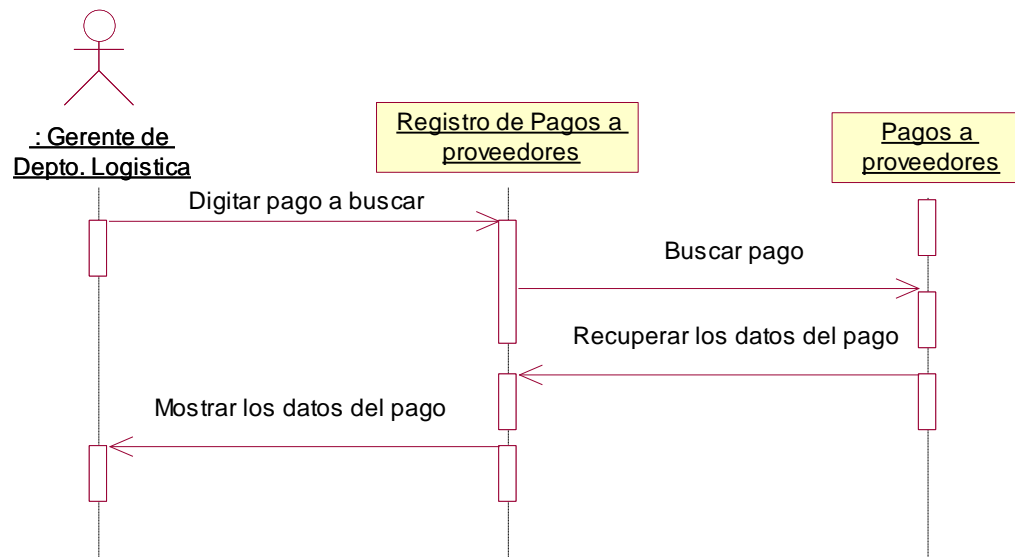 : Gerente de
Depto. Logistica
Registro de Pagos a
proveedores
Pagos a
proveedores
Digitar pago a buscar
Buscar pago
Recuperar los datos del pago
Mostrar los datos del pago